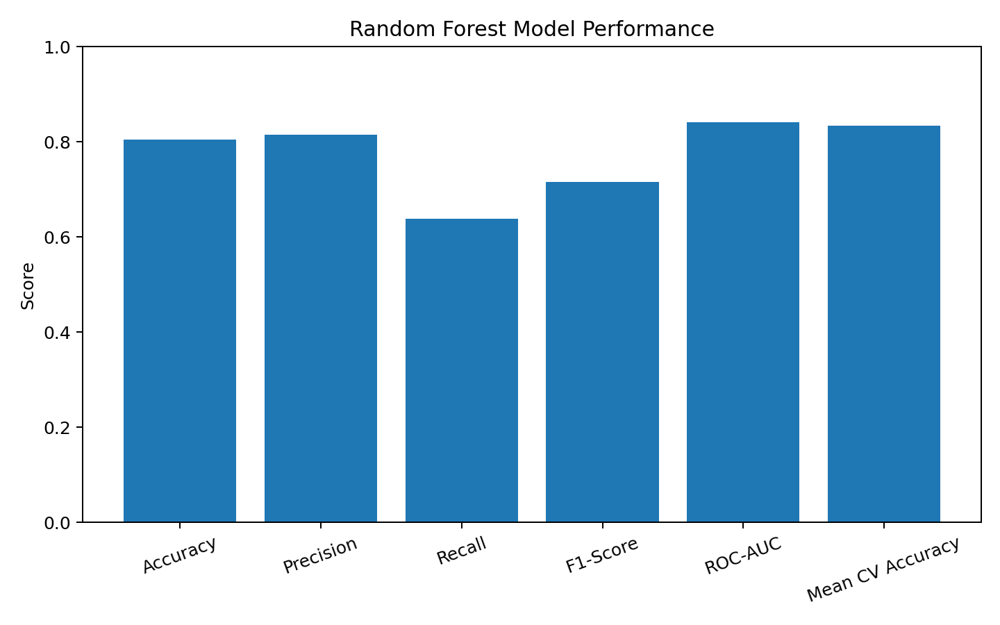 Random Forest Model Performance
1.0
0.8
0.6
0.4
0.2
0.0
Score
Accuracy
Precision
Recall
F1-Score
ROC-AUC
Mean CV Accuracy